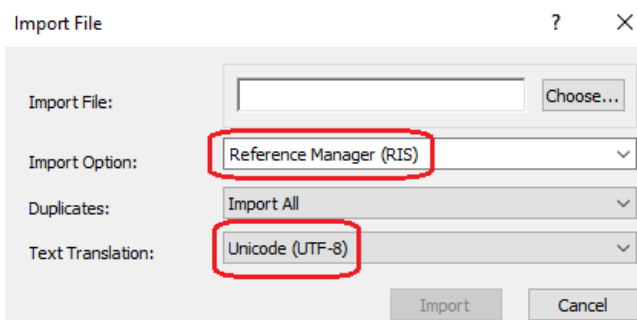 Import File
? ×
Import File:
Choose...
Import Option:
Reference Manager (RIS)
Duplicates:
Import All
Text Translation:
Unicode (UTF-8)
Import
Cancel